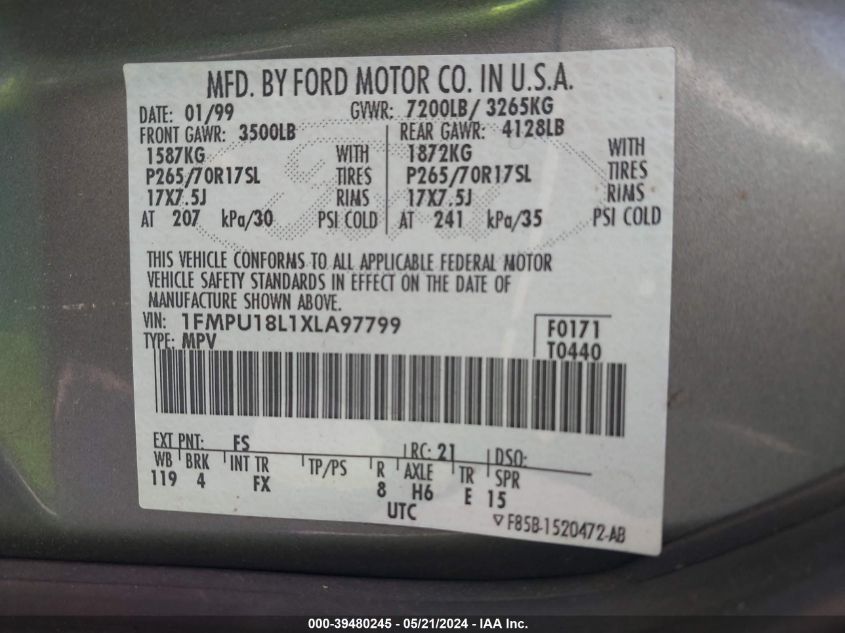 MFD. BY FORD MOTOR CO. IN U.S.A.
DATE: 01/99 GVWR: 7200LB/ 3265KG
FRONT GAWR: 3500LB REAR GAWR: 4128LB
1587KG WITH 1872KG WITH
P265/70R17SL TIRES P265/70R17SL TIRES
17X7.5J RIMS 17X7.5J RIMS
AT 207 kPa/30 PSI COLD AT 241 kPa/35 PSI COLD
THIS VEHICLE CONFORMS TO ALL APPLICABLE FEDERAL MOTOR
VEHICLE SAFETY STANDARDS IN EFFECT ON THE DATE OF
MANUFACTURE SHOWN ABOVE.
VIN: 1FMPU18L1XLA97799 F0171
TYPE: MPV T0440
EXT PNT: FS RC: 21 DSO:
WB BRK INT TR TP/PS R AXLE TR SPR
119 4 FX 8 H6 E 15
UTC ▽F85B-1520472-AB
000-39480245 - 05/21/2024 - IAA Inc.